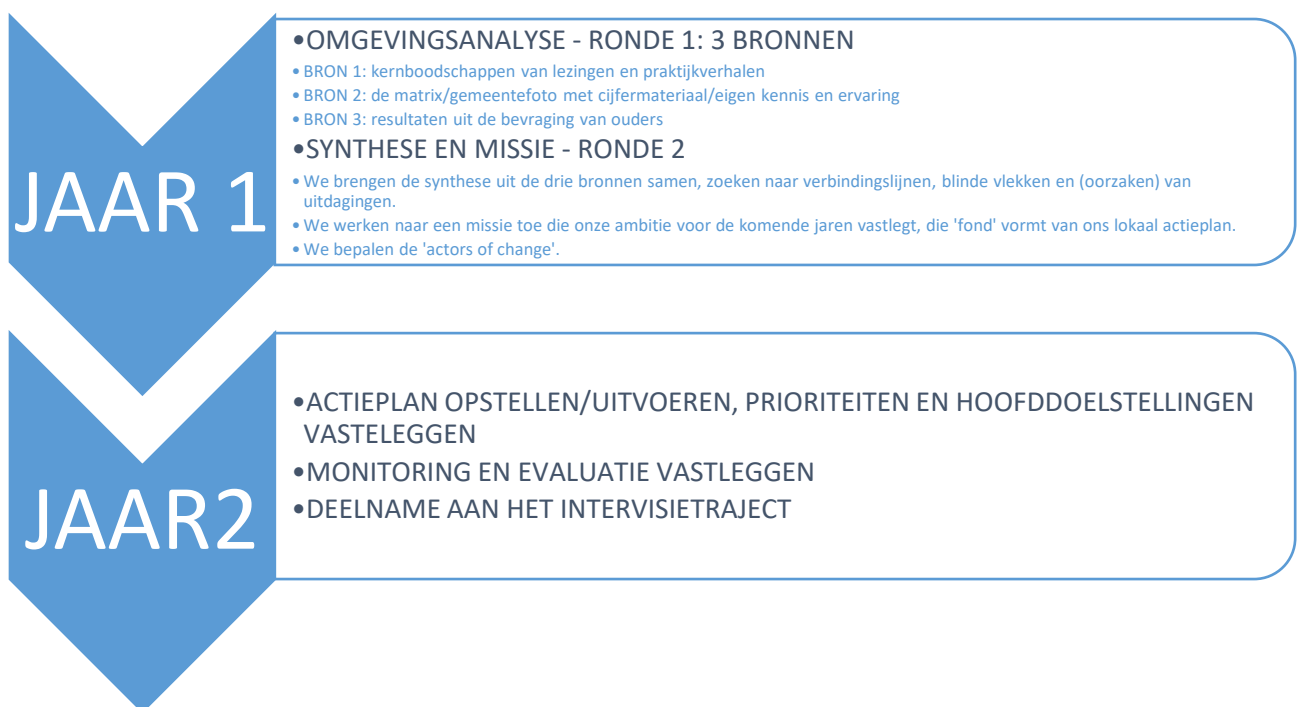 JAAR 1
•OMGEVINGSANALYSE - RONDE 1: 3 BRONNEN
• BRON 1: kernboodschappen van lezingen en praktijkverhalen
• BRON 2: de matrix/gemeentefoto met cijfermateriaal/eigen kennis en ervaring
• BRON 3: resultaten uit de bevraging van ouders
•SYNTHESE EN MISSIE - RONDE 2
• We brengen de synthese uit de drie bronnen samen, zoeken naar verbindingslijnen, blinde vlekken en (oorzaken) van
uitdagingen.
• We werken naar een missie toe die onze ambitie voor de komende jaren vastlegt, die 'fond' vormt van ons lokaal actieplan.
• We bepalen de 'actors of change'.
JAAR2
•ACTIEPLAN OPSTELLEN/UITVOEREN, PRIORITEITEN EN HOOFDDOELSTELLINGEN
VASTELEGGEN
•MONITORING EN EVALUATIE VASTLEGGEN
•DEELNAME AAN HET INTERVISIETRAJECT